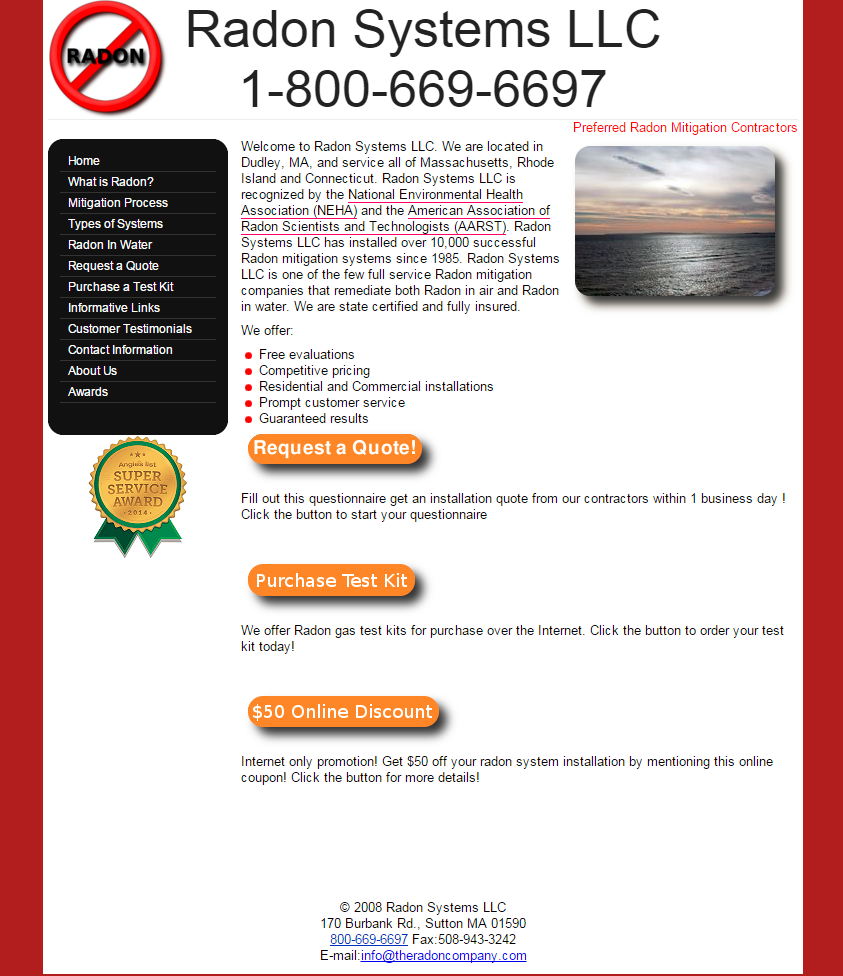 RADON
Radon Systems LLC
1-800-669-6697
Preferred Radon Mitigation Contractors
Home
What is Radon?
Mitigation Process
Types of Systems
Radon In Water
Request a Quote
Purchase a Test Kit
Informative Links
Customer Testimonials
Contact Information
About Us
Awards
Angie's list
SUPER
SERVICE
AWARD
2014
Welcome to Radon Systems LLC. We are located in
Dudley, MA, and service all of Massachusetts, Rhode
Island and Connecticut. Radon Systems LLC is
recognized by the National Environmental Health
Association (NEHA) and the American Association of
Radon Scientists and Technologists (AARST). Radon
Systems LLC has installed over 10,000 successful
Radon mitigation systems since 1985. Radon Systems
LLC is one of the few full service Radon mitigation
companies that remediate both Radon in air and Radon
in water. We are state certified and fully insured.
We offer:
Free evaluations
Competitive pricing
Residential and Commercial installations
Prompt customer service
Guaranteed results
Request a Quote!
Fill out this questionnaire get an installation quote from our contractors within 1 business day !
Click the button to start your questionnaire
Purchase Test Kit
We offer Radon gas test kits for purchase over the Internet. Click the button to order your test
kit today!
$50 Online Discount
Internet only promotion! Get $50 off your radon system installation by mentioning this online
coupon! Click the button for more details!
© 2008 Radon Systems LLC
170 Burbank Rd., Sutton MA 01590
800-669-6697 Fax:508-943-3242
E-mail:info@theradoncompany.com